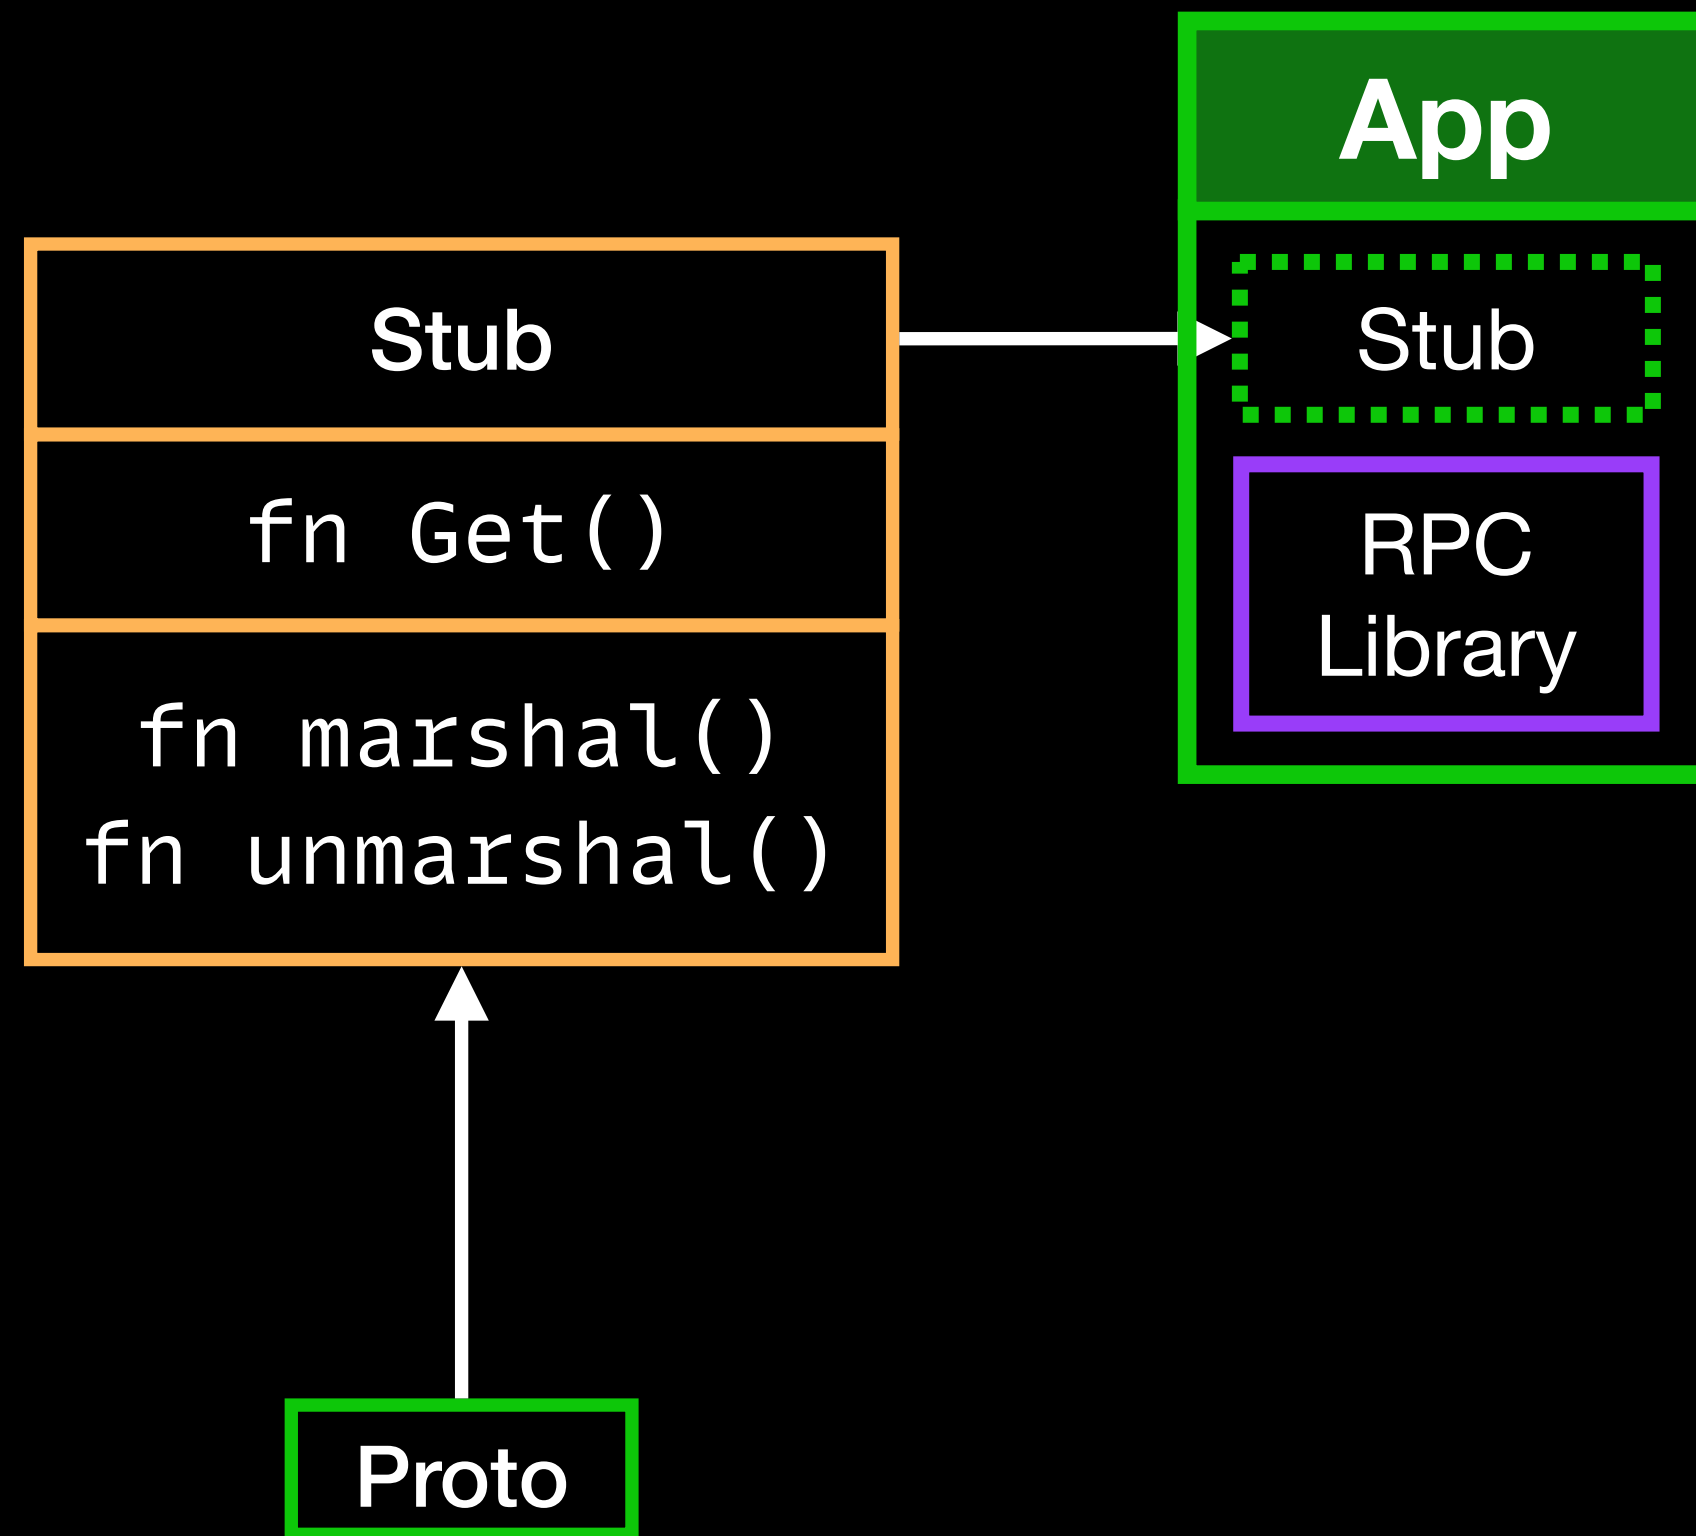 App
Stub
fn Get()
fn marshal()
fn unmarshal()
Stub
RPC
Library
Proto